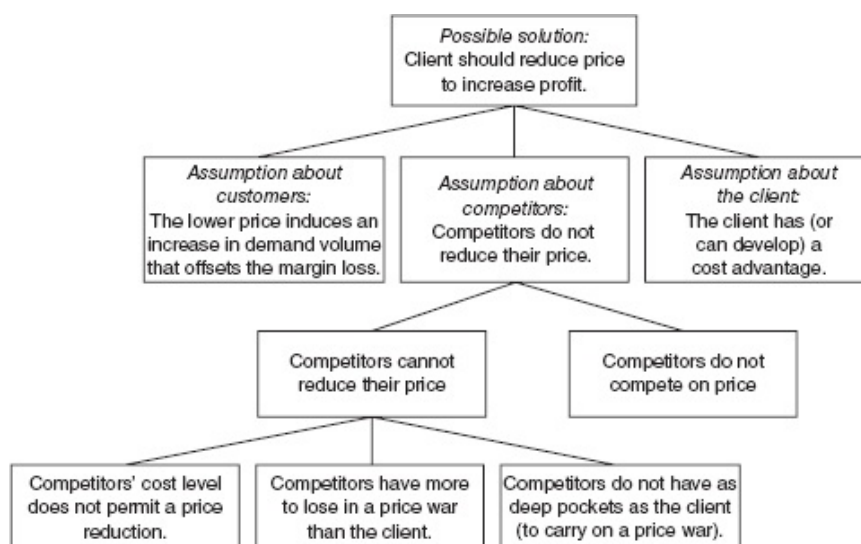 Possible solution:
Client should reduce price
to increase profit.
Assumption about
customers:
The lower price induces an
increase in demand volume
that offsets the margin loss.
Assumption about
competitors:
Competitors do not
reduce their price.
Assumption about
the client:
The client has (or
can develop) a
cost advantage.
Competitors cannot
reduce their price
Competitors do not
compete on price
Competitors' cost level
does not permit a price
reduction.
Competitors have more
to lose in a price war
than the client.
Competitors do not have as
deep pockets as the client
(to carry on a price war).